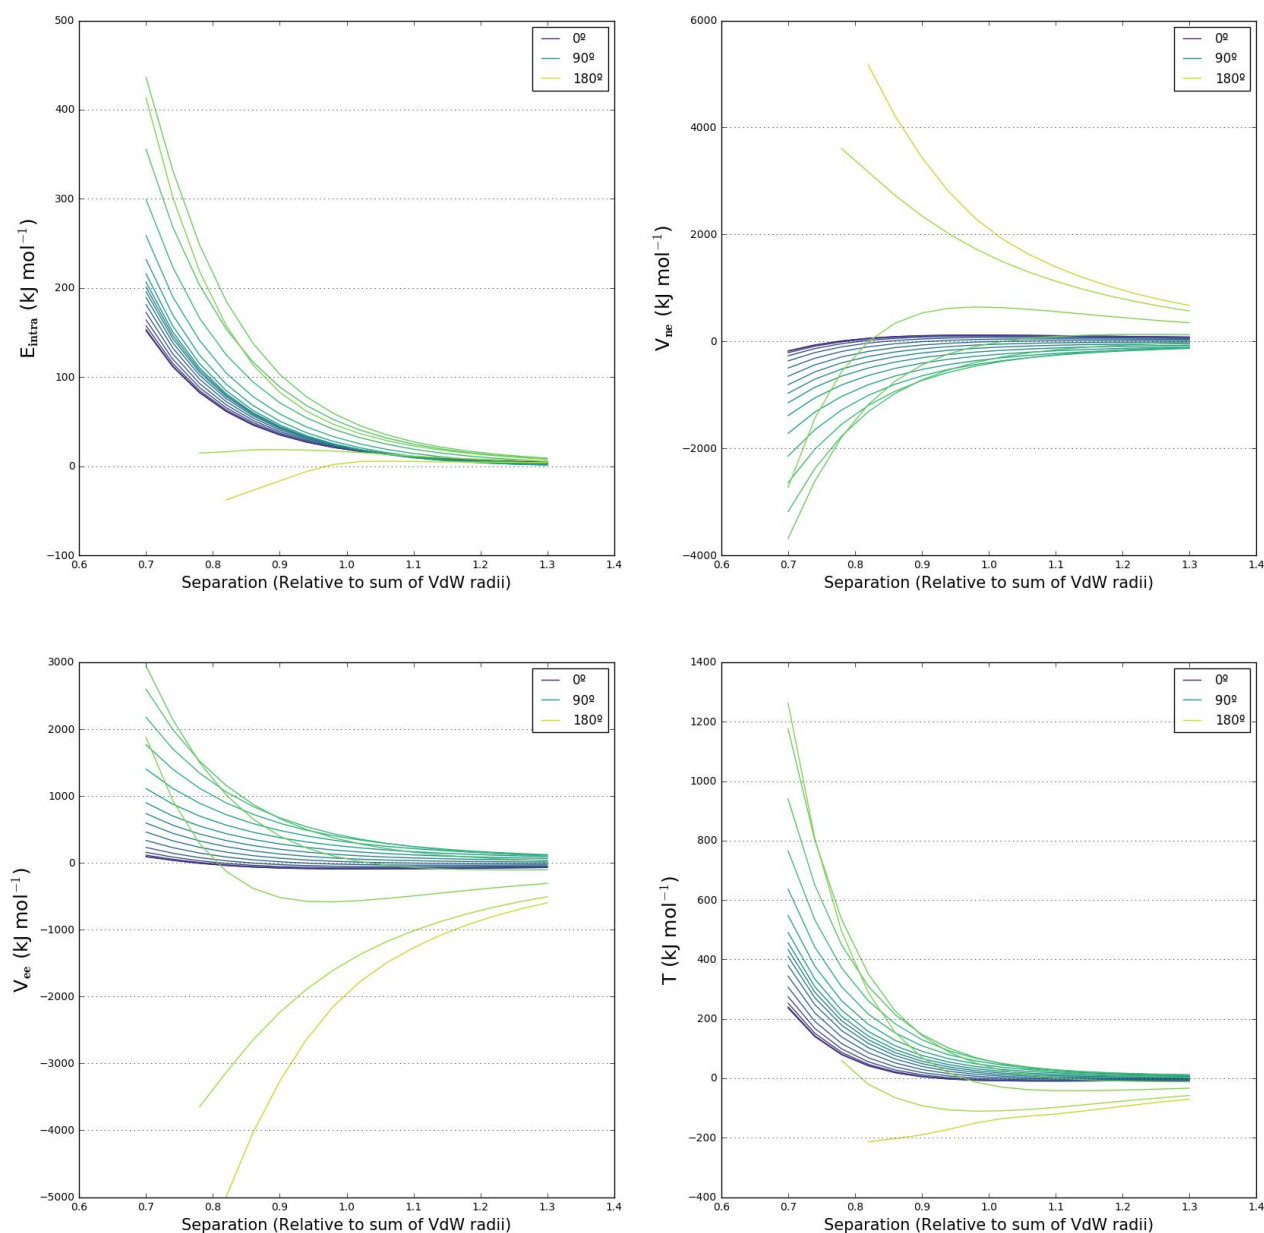 500
400
300
200
100
0
−100
0.6 0.7 0.8 0.9 1.0 1.1 1.2 1.3 1.4
Separation (Relative to sum of VdW radii)
E_intra (kJ mol⁻¹)
0º
90º
180º
6000
4000
2000
0
−2000
−4000
0.6 0.7 0.8 0.9 1.0 1.1 1.2 1.3 1.4
Separation (Relative to sum of VdW radii)
V_ne (kJ mol⁻¹)
0º
90º
180º
3000
2000
1000
0
−1000
−2000
−3000
−4000
−5000
0.6 0.7 0.8 0.9 1.0 1.1 1.2 1.3 1.4
Separation (Relative to sum of VdW radii)
V_ee (kJ mol⁻¹)
0º
90º
180º
1400
1200
1000
800
600
400
200
0
−200
−400
0.6 0.7 0.8 0.9 1.0 1.1 1.2 1.3 1.4
Separation (Relative to sum of VdW radii)
T (kJ mol⁻¹)
0º
90º
180º